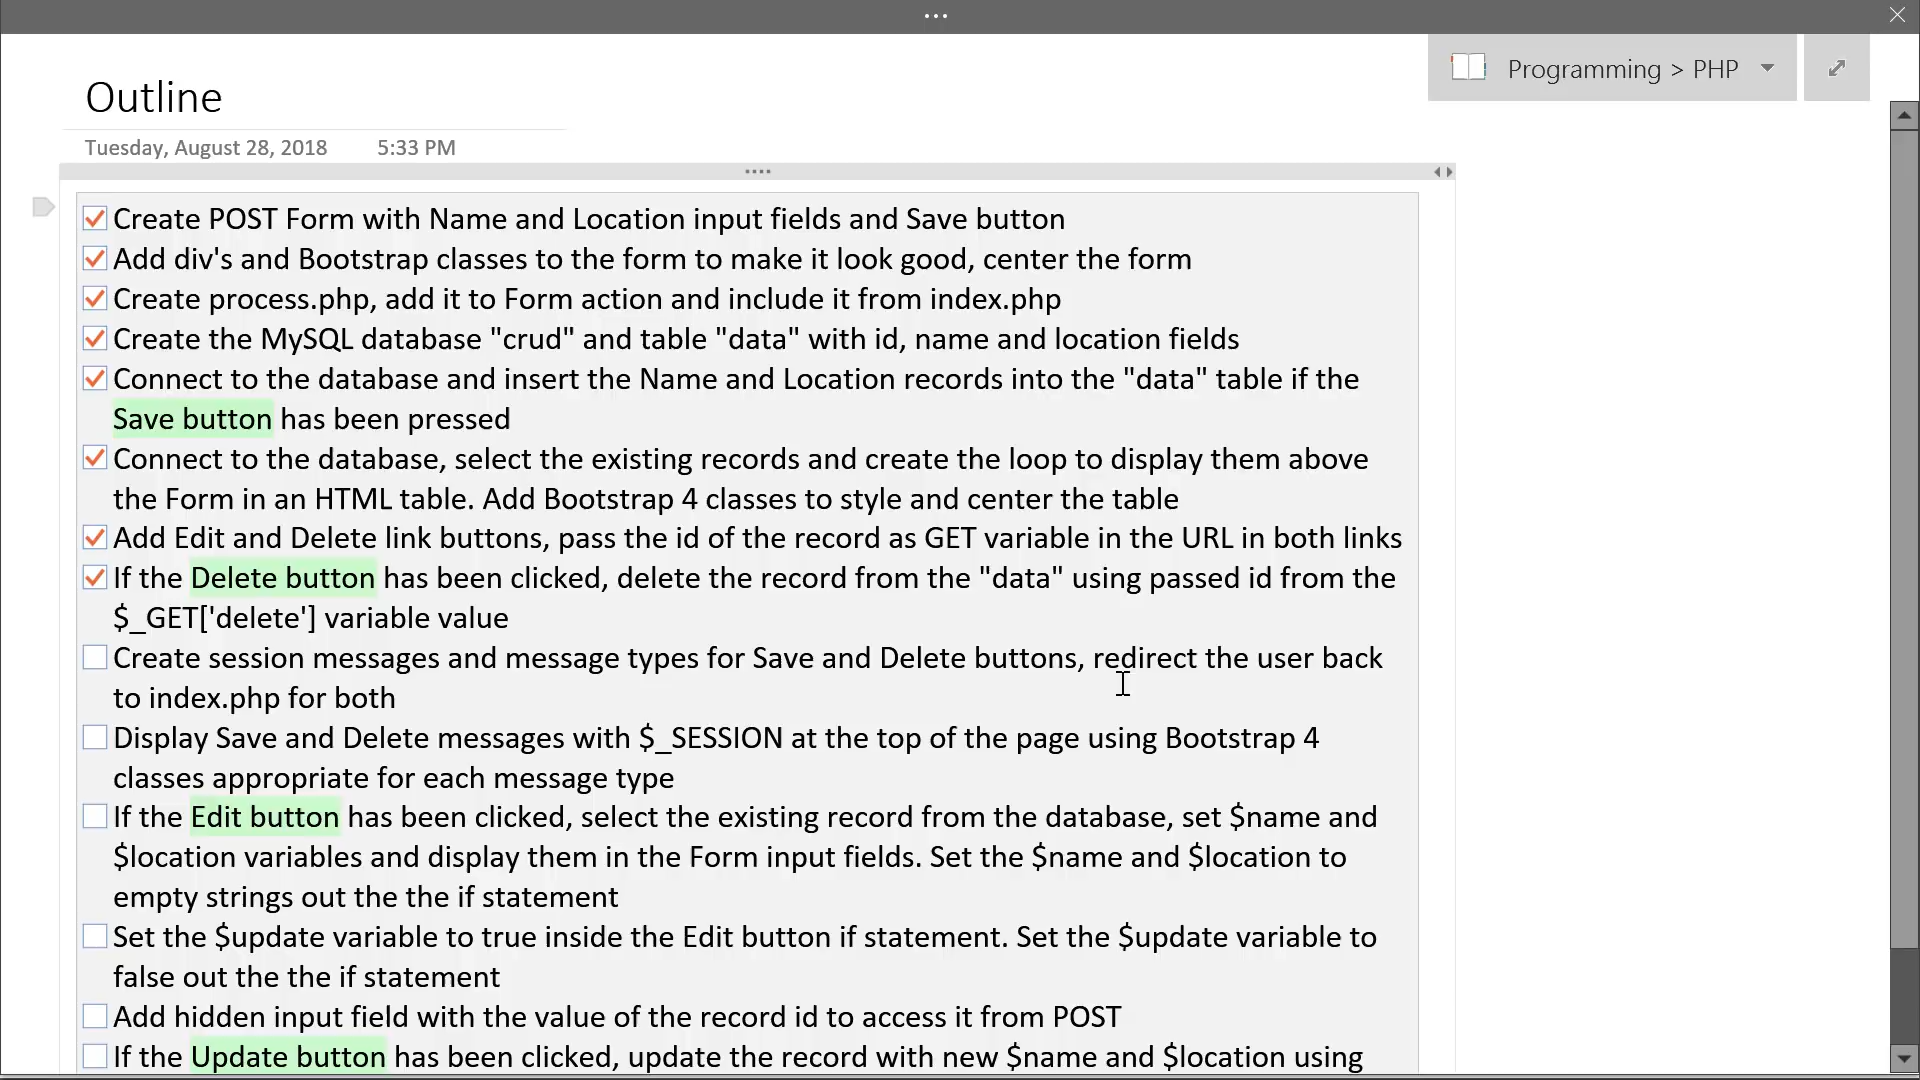 Programming > PHP
Outline
Tuesday, August 28, 2018 5:33 PM
Create POST Form with Name and Location input fields and Save button
Add div's and Bootstrap classes to the form to make it look good, center the form
Create process.php, add it to Form action and include it from index.php
Create the MySQL database "crud" and table "data" with id, name and location fields
Connect to the database and insert the Name and Location records into the "data" table if the
Save button has been pressed
Connect to the database, select the existing records and create the loop to display them above
the Form in an HTML table. Add Bootstrap 4 classes to style and center the table
Add Edit and Delete link buttons, pass the id of the record as GET variable in the URL in both links
If the Delete button has been clicked, delete the record from the "data" using passed id from the
$_GET['delete'] variable value
Create session messages and message types for Save and Delete buttons, redirect the user back
to index.php for both
Display Save and Delete messages with $_SESSION at the top of the page using Bootstrap 4
classes appropriate for each message type
If the Edit button has been clicked, select the existing record from the database, set $name and
$location variables and display them in the Form input fields. Set the $name and $location to
empty strings out the the if statement
Set the $update variable to true inside the Edit button if statement. Set the $update variable to
false out the the if statement
Add hidden input field with the value of the record id to access it from POST
If the Update button has been clicked, update the record with new $name and $location using